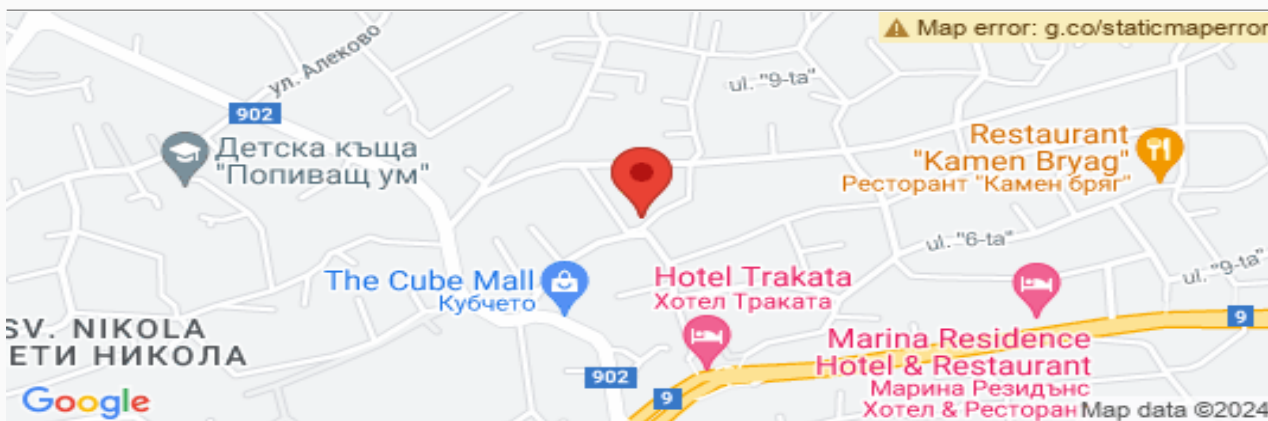 Map error: g.co/staticmaperror
ул. Алеково
ul. "9-ta"
902
Детска къща
"Попиващ ум"
Restaurant
"Kamen Bryag"
Ресторант "Камен бряг"
ul. "6-ta"
ul. "9-ta"
The Cube Mall
Кубчето
Hotel Trakata
Хотел Траката
SV. NIKOLA
ЕТИ НИКОЛА
9
Marina Residence
Hotel & Restaurant
Марина Резидънс
Хотел & Ресторан
902
9
Google
Map data ©2024